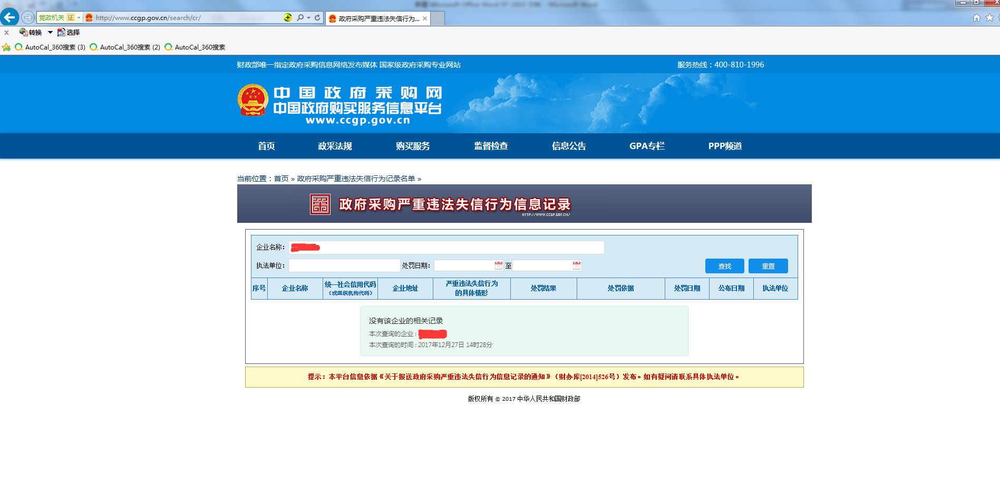 党政机关 证 http://www.ccgp.gov.cn/search/cr/ 政府采购严重违法失信行为...
转换 选择
AutoCal_360搜索 (3) AutoCal_360搜索 (2) AutoCal_360搜索
财政部唯一指定政府采购信息网络发布媒体 国家级政府采购专业网站 服务热线：400-810-1996
中国政府采购网
中国政府购买服务信息平台
www.ccgp.gov.cn
首页 政采法规 购买服务 监督检查 信息公告 GPA专栏 PPP频道
当前位置：首页 » 政府采购严重违法失信行为记录名单 »
政府采购严重违法失信行为信息记录
HTTP://WWW.CCGP.GOV.CN/
企业名称：
执法单位： 处罚日期： 至 查找 重置
序号 企业名称 统一社会信用代码 （或组织机构代码） 企业地址 严重违法失信行为 的具体情形 处罚结果 处罚依据 处罚日期 公布日期 执法单位
没有该企业的相关记录
本次查询的企业 :
本次查询的时间 : 2017年12月27日 14时28分
提示：本平台信息依据《关于报送政府采购严重违法失信行为信息记录的通知》（财办库[2014]526号）发布。如有疑问请联系具体执法单位。
版权所有 © 2017 中华人民共和国财政部